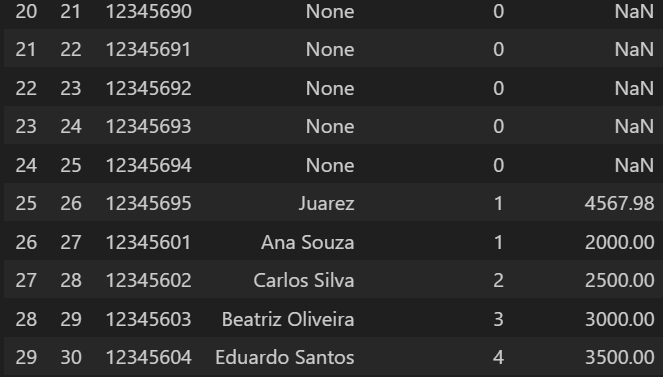 20 21 12345690 None 0 NaN
21 22 12345691 None 0 NaN
22 23 12345692 None 0 NaN
23 24 12345693 None 0 NaN
24 25 12345694 None 0 NaN
25 26 12345695 Juarez 1 4567.98
26 27 12345601 Ana Souza 1 2000.00
27 28 12345602 Carlos Silva 2 2500.00
28 29 12345603 Beatriz Oliveira 3 3000.00
29 30 12345604 Eduardo Santos 4 3500.00